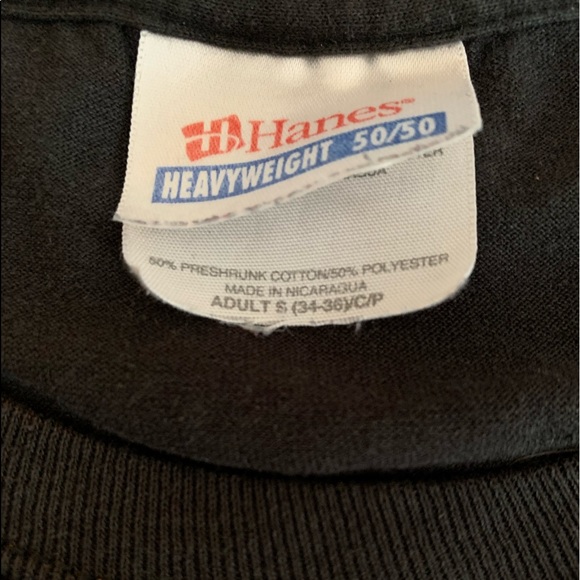 Hanes®
HEAVYWEIGHT 50/50
50% PRESHRUNK COTTON/50% POLYESTER
MADE IN NICARAGUA
ADULT S (34-36)/C/P